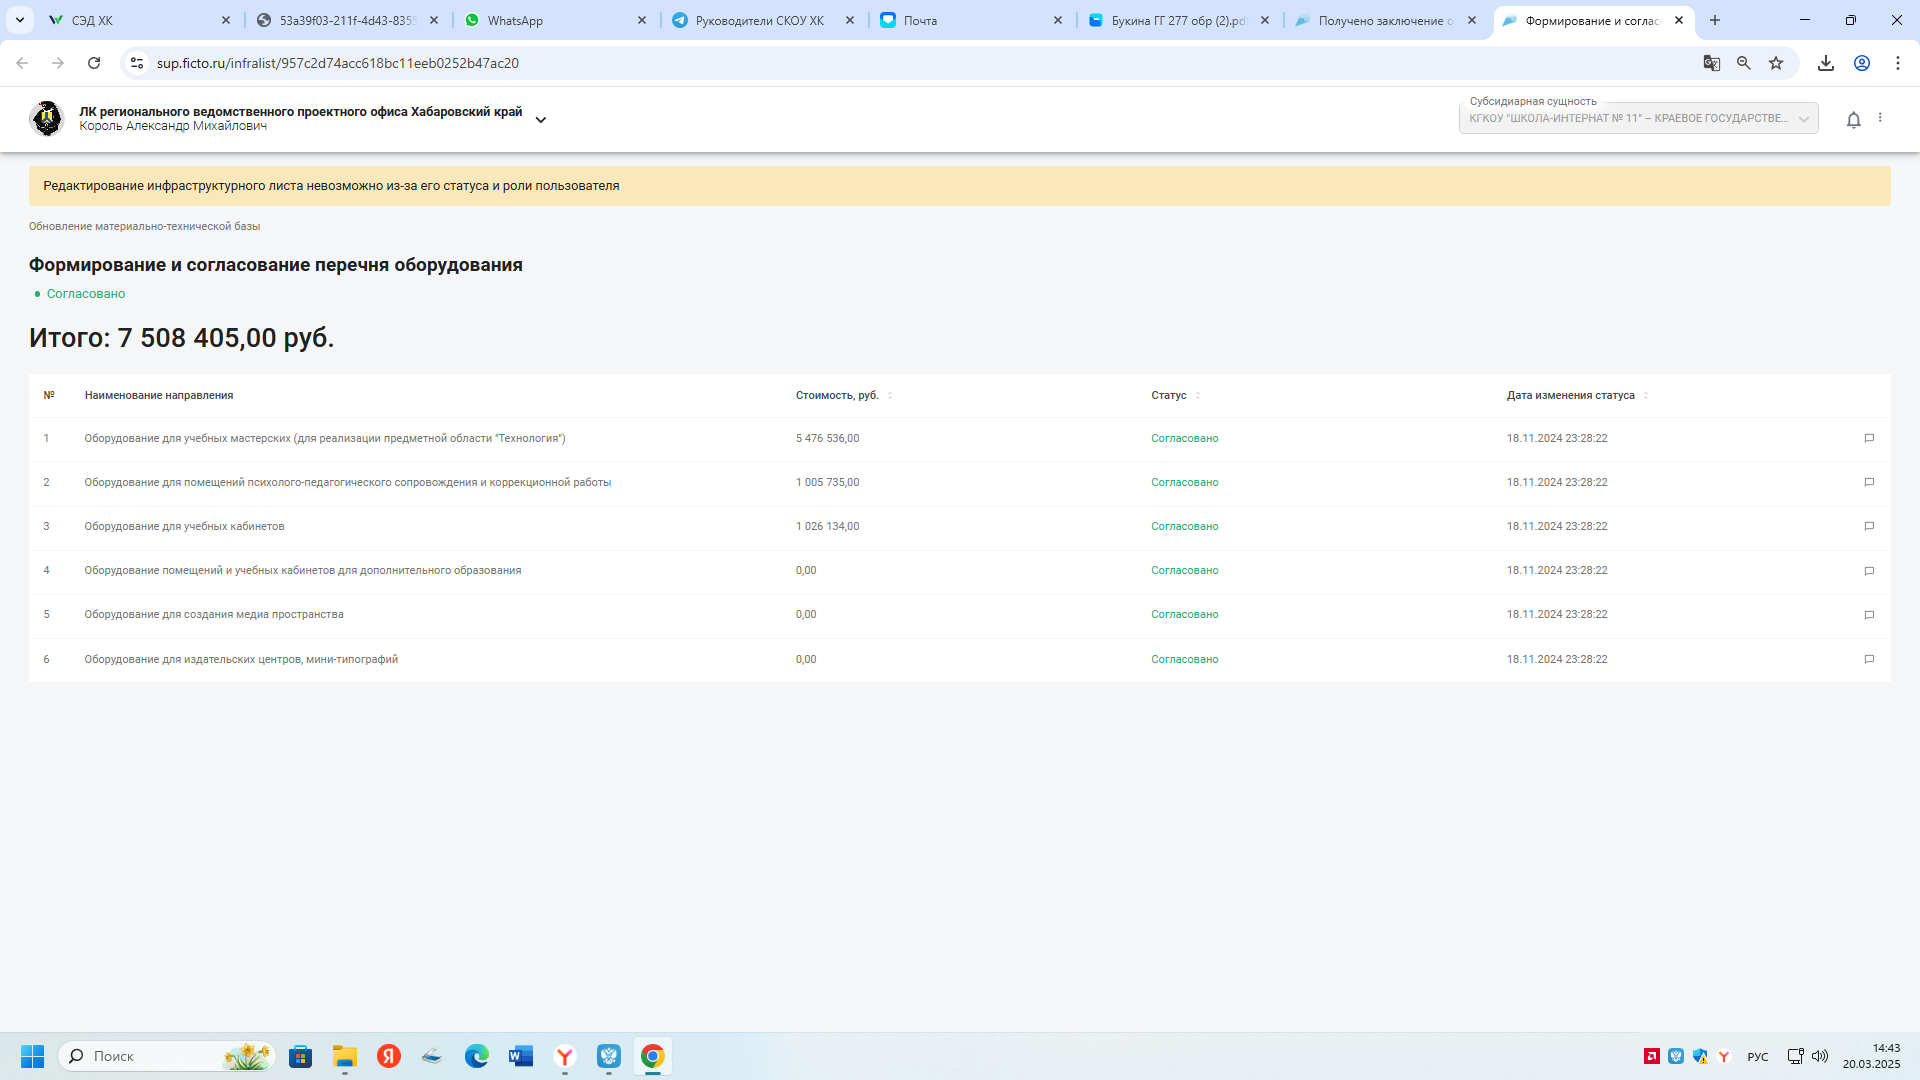 СЭД ХК
53a39f03-211f-4d43-8355
WhatsApp
Руководители СКОУ ХК
Почта
Букина ГГ 277 обр (2).pdf
Получено заключение о
Формирование и соглас
sup.ficto.ru/infralist/957c2d74acc618bc11eeb0252b47ac20
ЛК регионального ведомственного проектного офиса Хабаровский край
Король Александр Михайлович
Субсидиарная сущность
КГКОУ "ШКОЛА-ИНТЕРНАТ № 11" – КРАЕВОЕ ГОСУДАРСТВЕ...
Редактирование инфраструктурного листа невозможно из-за его статуса и роли пользователя
Обновление материально-технической базы
Формирование и согласование перечня оборудования
Согласовано
Итого: 7 508 405,00 руб.
№ Наименование направления Стоимость, руб. Статус Дата изменения статуса
1 Оборудование для учебных мастерских (для реализации предметной области "Технология") 5 476 536,00 Согласовано 18.11.2024 23:28:22
2 Оборудование для помещений психолого-педагогического сопровождения и коррекционной работы 1 005 735,00 Согласовано 18.11.2024 23:28:22
3 Оборудование для учебных кабинетов 1 026 134,00 Согласовано 18.11.2024 23:28:22
4 Оборудование помещений и учебных кабинетов для дополнительного образования 0,00 Согласовано 18.11.2024 23:28:22
5 Оборудование для создания медиа пространства 0,00 Согласовано 18.11.2024 23:28:22
6 Оборудование для издательских центров, мини-типографий 0,00 Согласовано 18.11.2024 23:28:22
Поиск
РУС
14:43
20.03.2025